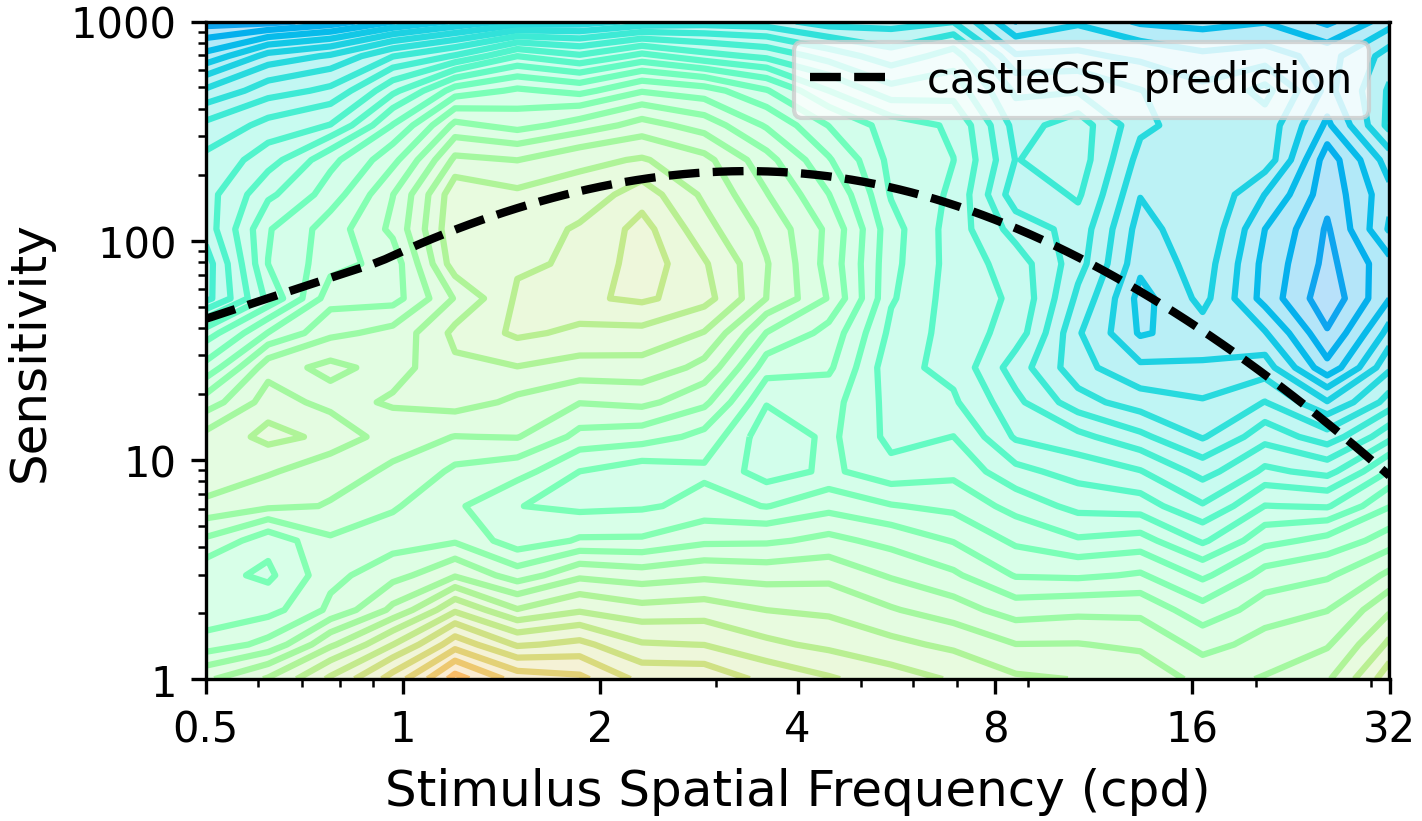 1000
100
10
1
Sensitivity
castleCSF prediction
0.5 1 2 4 8 16 32
Stimulus Spatial Frequency (cpd)